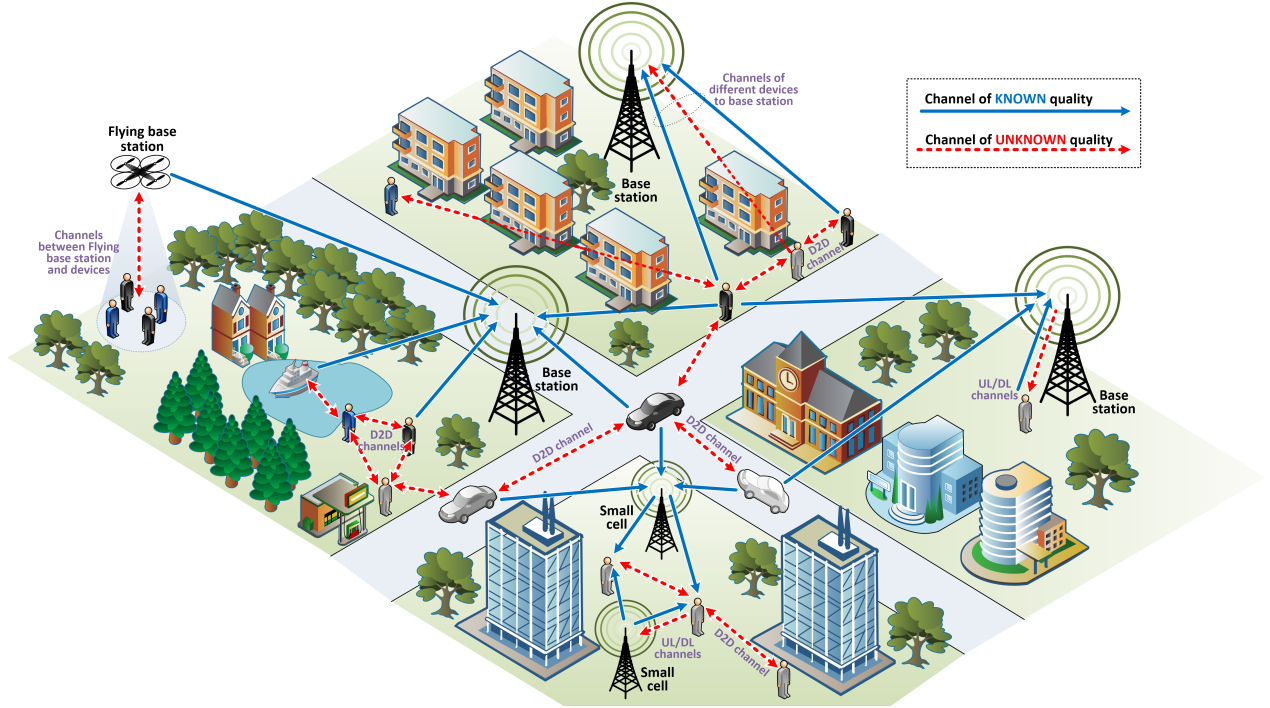 Channels of
different devices
to base station
Channel of KNOWN quality
Channel of UNKNOWN quality
Flying base
station
Base
station
Channels
between Flying
base station
and devices
D2D
channel
Base
station
UL/DL
channels
Base
station
D2D
channels
D2D channel
D2D channel
Small
cell
UL/DL
channels
D2D channel
Small
cell